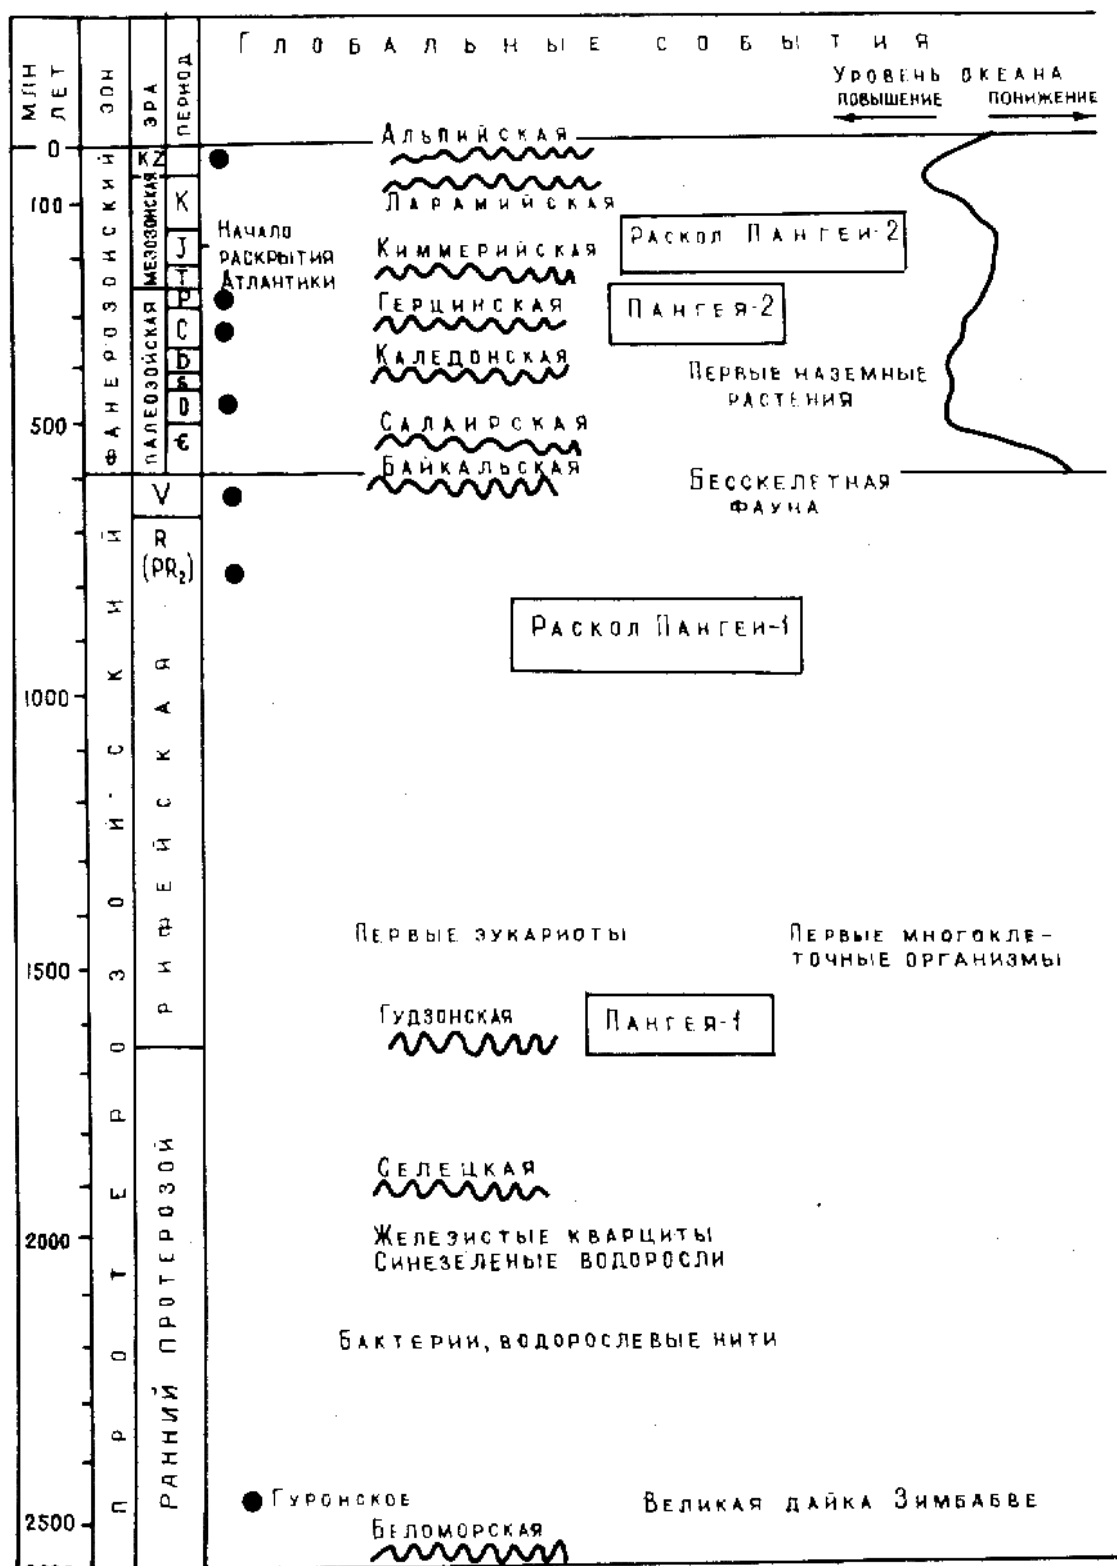 ГЛОБАЛЬНЫЕ СОБЫТИЯ
МЛН ЛЕТ
ЭОН
ЭРА
ПЕРИОД
УРОВЕНЬ ОКЕАНА
ПОВЫШЕНИЕ ПОНИЖЕНИЕ
0
100
500
1000
1500
2000
2500
ФАНЕРОЗОЙСКИЙ
ПРОТЕРОЗОЙСКИЙ
KZ
МЕЗОЗОЙСКАЯ
ПАЛЕОЗОЙСКАЯ
K
J
T
P
C
D
S
O
Є
V
R
(PR₂)
РИФЕЙСКАЯ
РАННИЙ ПРОТЕРОЗОЙ
АЛЬПИЙСКАЯ
ЛАРАМИЙСКАЯ
НАЧАЛО
РАСКРЫТИЯ
АТЛАНТИКИ
КИММЕРИЙСКАЯ
РАСКОЛ ПАНГЕИ-2
ГЕРЦИНСКАЯ
ПАНГЕЯ-2
КАЛЕДОНСКАЯ
ПЕРВЫЕ НАЗЕМНЫЕ
РАСТЕНИЯ
САЛАИРСКАЯ
БАЙКАЛЬСКАЯ
БЕССКЕЛЕТНАЯ
ФАУНА
РАСКОЛ ПАНГЕИ-1
ПЕРВЫЕ ЭУКАРИОТЫ
ПЕРВЫЕ МНОГОКЛЕ-
ТОЧНЫЕ ОРГАНИЗМЫ
ГУДЗОНСКАЯ
ПАНГЕЯ-1
СЕЛЕЦКАЯ
ЖЕЛЕЗИСТЫЕ КВАРЦИТЫ
СИНЕЗЕЛЕНЫЕ ВОДОРОСЛИ
БАКТЕРИИ, ВОДОРОСЛЕВЫЕ НИТИ
ГУРОНСКОЕ
ВЕЛИКАЯ ДАЙКА ЗИМБАБВЕ
БЕЛОМОРСКАЯ